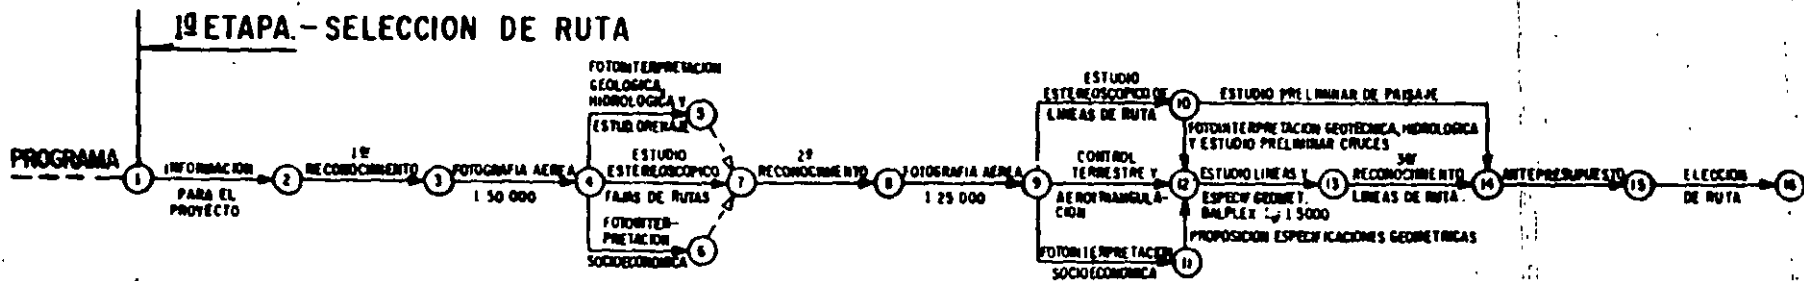 1ª ETAPA.- SELECCION DE RUTA
PROGRAMA
1
INFORMACION
PARA EL
PROYECTO
2
1er
RECONOCIMIENTO
3
FOTOGRAFIA AEREA
1 50 000
4
FOTOINTERPRETACION
GEOLOGICA,
HIDROLOGICA Y
ESTUD. DRENAJE
5
ESTUDIO
ESTEREOSCOPICO
FAJAS DE RUTAS
FOTOINTER-
PRETACION
SOCIOECONOMICA
6
7
2º
RECONOCIMIENTO
8
FOTOGRAFIA AEREA
1 25 000
9
ESTUDIO
ESTEREOSCOPICO DE
LINEAS DE RUTA
10
ESTUDIO PRELIMINAR DE PAISAJE
FOTOINTERPRETACION GEOTECNICA, HIDROLOGICA
Y ESTUDIO PRELIMINAR CRUCES
CONTROL
TERRESTRE Y
AEROTRIANGULA-
CION
12
FOTOINTERPRETACION
SOCIOECONOMICA
11
PROPOSICION ESPECIFICACIONES GEOMETRICAS
ESTUDIO LINEAS Y
ESPECIF GEOMET.
BALPLEX 1 5000
13
3er
RECONOCIMIENTO
LINEAS DE RUTA.
14
ANTEPRESUPUESTO
15
ELECCION
DE RUTA
16